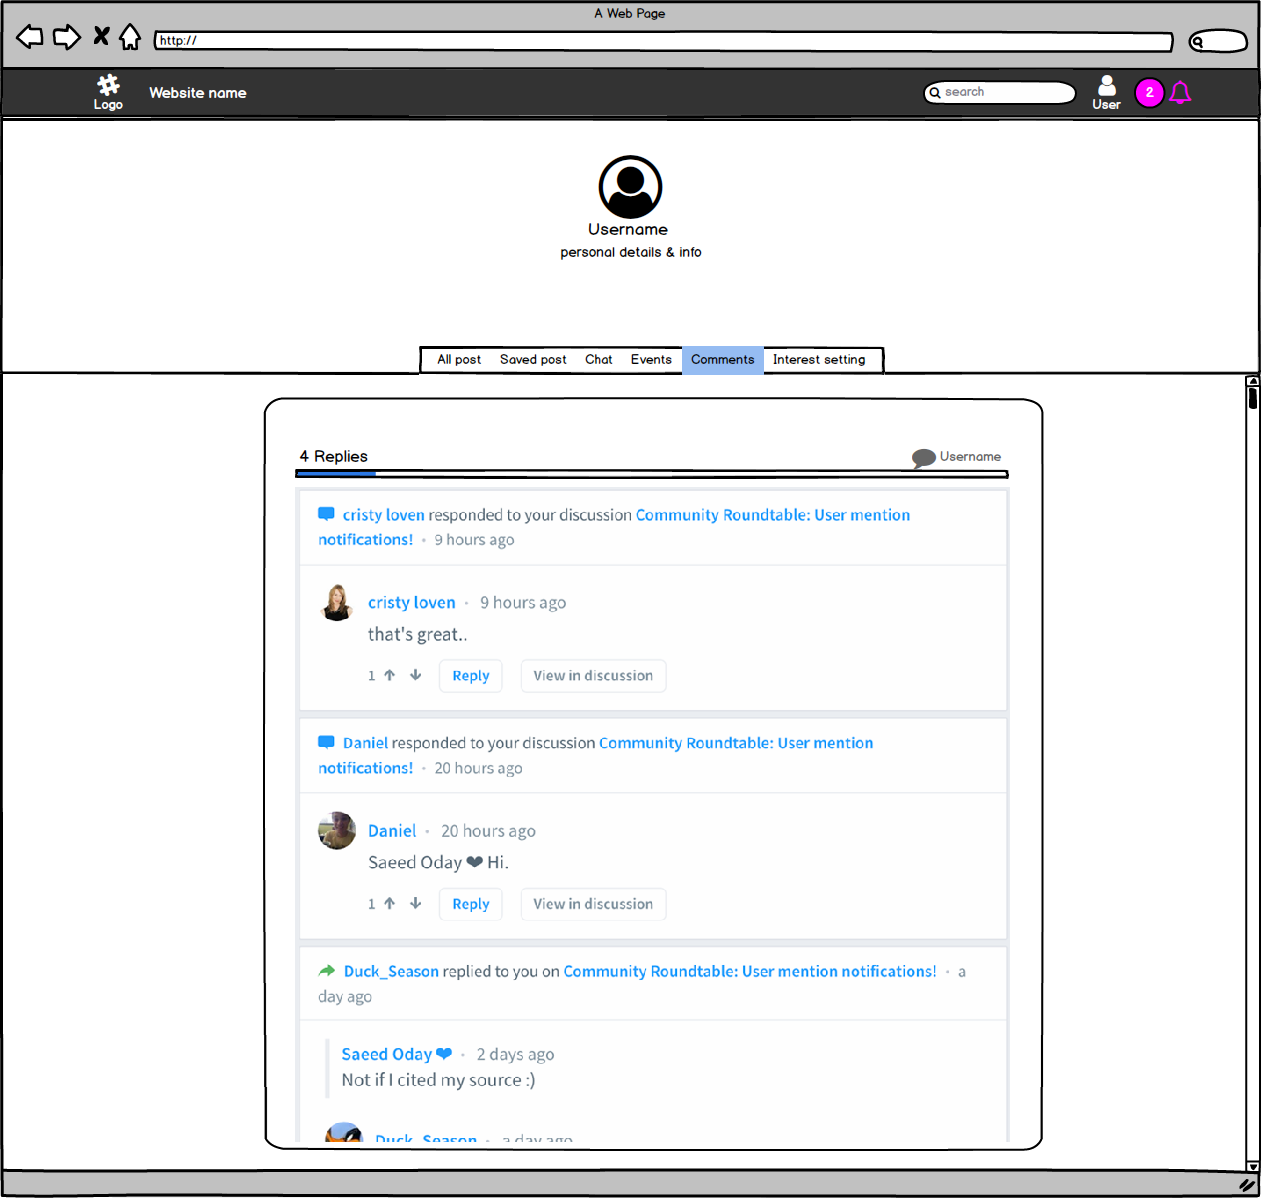 A Web Page
http://
Logo
Website name
search
User
2
Username
personal details & info
All post Saved post Chat Events Comments Interest setting
4 Replies
Username
cristy loven responded to your discussion Community Roundtable: User mention
notifications! • 9 hours ago
cristy loven • 9 hours ago
that's great..
1 Reply View in discussion
Daniel responded to your discussion Community Roundtable: User mention
notifications! • 20 hours ago
Daniel • 20 hours ago
Saeed Oday ❤ Hi.
1 Reply View in discussion
Duck_Season replied to you on Community Roundtable: User mention notifications! • a
day ago
Saeed Oday ❤ • 2 days ago
Not if I cited my source :)
Duck_Season • a day ago